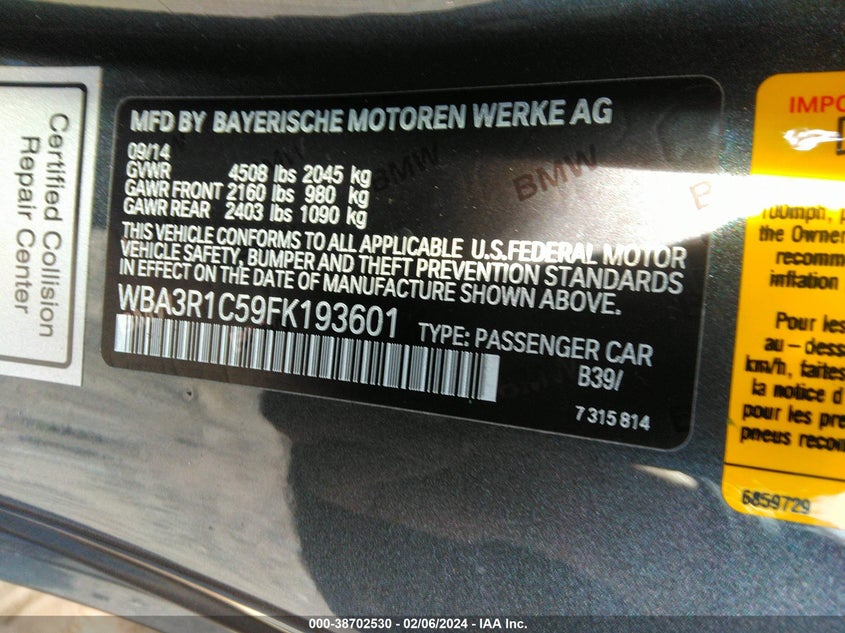 Certified Collision
Repair Center
MFD BY BAYERISCHE MOTOREN WERKE AG
09/14
GVWR 4508 lbs 2045 kg
GAWR FRONT 2160 lbs 980 kg
GAWR REAR 2403 lbs 1090 kg
THIS VEHICLE CONFORMS TO ALL APPLICABLE U.S.FEDERAL MOTOR
VEHICLE SAFETY, BUMPER AND THEFT PREVENTION STANDARDS
IN EFFECT ON THE DATE OF MANUFACTURE SHOWN ABOVE.
WBA3R1C59FK193601
TYPE: PASSENGER CAR
B39/
7 315 814
BMW
BMW
IMPO
100mph, p
the Owner
recomm
inflation
Pour les
au - dess
km/h, faites
la notice d'
pour les pre
pneus recom
6859729
000-38702530 - 02/06/2024 - IAA Inc.